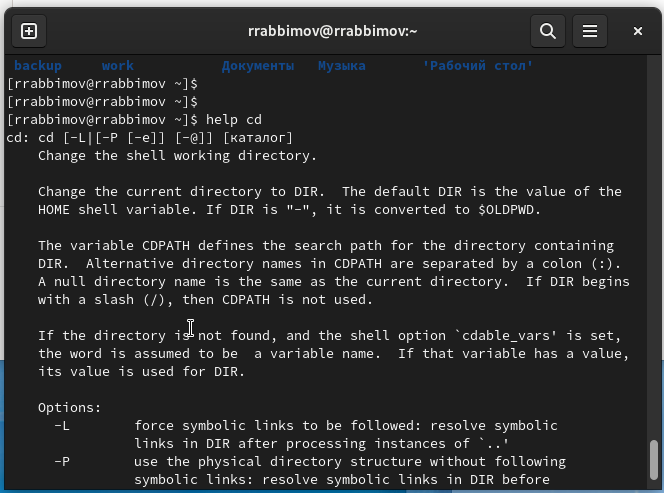 rrabbimov@rrabbimov:~
backup work Документы Музыка 'Рабочий стол'
[rrabbimov@rrabbimov ~]$
[rrabbimov@rrabbimov ~]$
[rrabbimov@rrabbimov ~]$ help cd
cd: cd [-L|[-P [-e]] [-@]] [каталог]
Change the shell working directory.
Change the current directory to DIR.  The default DIR is the value of the
HOME shell variable. If DIR is "-", it is converted to $OLDPWD.
The variable CDPATH defines the search path for the directory containing
DIR.  Alternative directory names in CDPATH are separated by a colon (:).
A null directory name is the same as the current directory.  If DIR begins
with a slash (/), then CDPATH is not used.
If the directory is not found, and the shell option `cdable_vars' is set,
the word is assumed to be  a variable name.  If that variable has a value,
its value is used for DIR.
Options:
-L force symbolic links to be followed: resolve symbolic
links in DIR after processing instances of `..'
-P use the physical directory structure without following
symbolic links: resolve symbolic links in DIR before